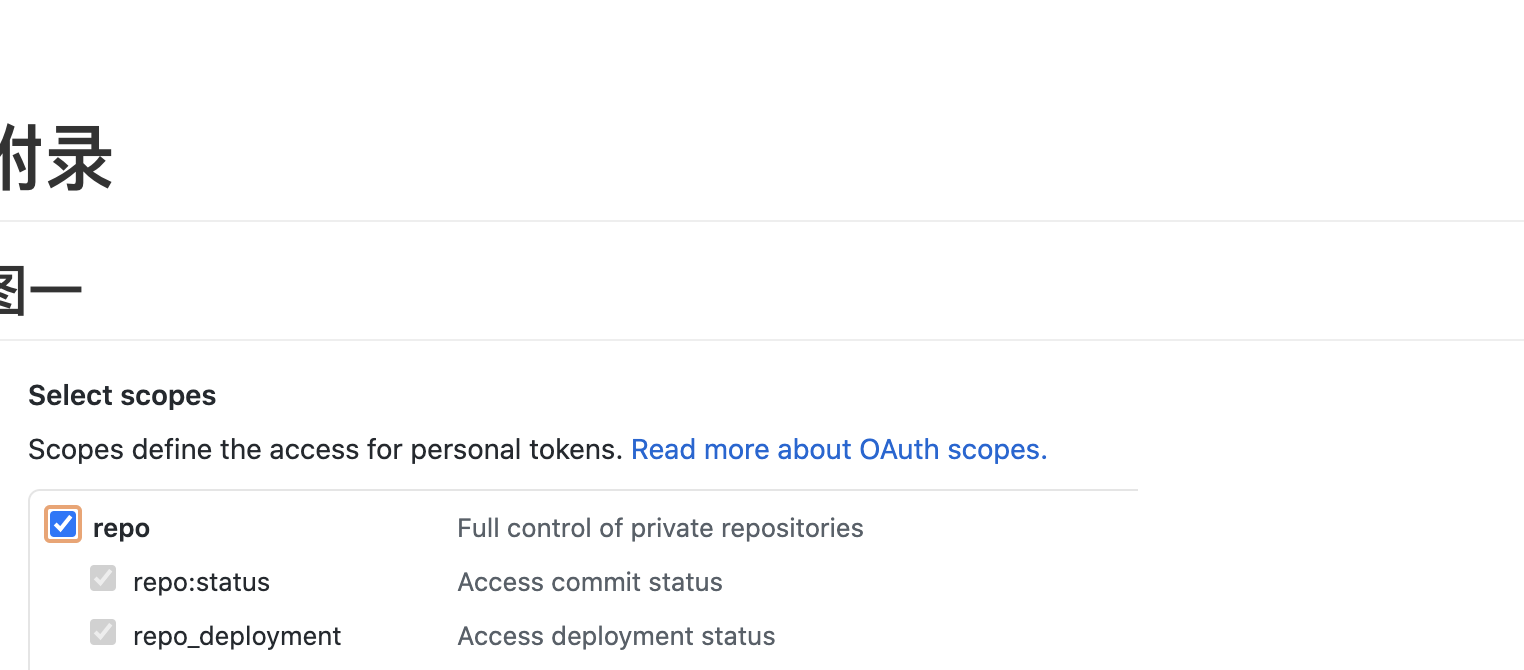 附录
图一
Select scopes
Scopes define the access for personal tokens. Read more about OAuth scopes.
repo Full control of private repositories
repo:status Access commit status
repo_deployment Access deployment status